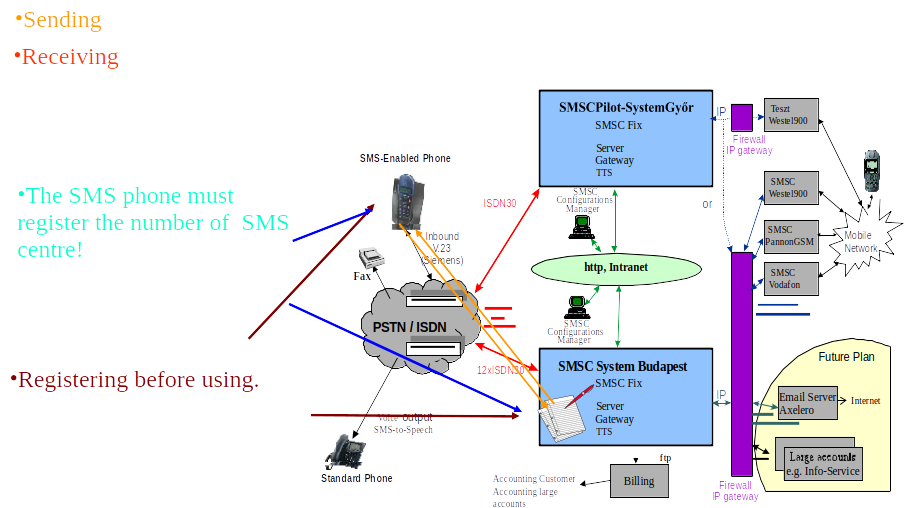 •Sending
•Receiving
•The SMS phone must
register the number of SMS
centre!
•Registering before using.
SMS-Enabled Phone
Inbound
V.23
(Siemens)
Fax
PSTN / ISDN
Voice output
SMS-to-Speech
Standard Phone
ISDN30
12xISDN30
SMSCPilot-SystemGyőr
SMSC Fix
Server
Gateway
TTS
SMSC
Configurations
Manager
http, Intranet
SMSC
Configurations
Manager
SMSC System Budapest
SMSC Fix
Server
Gateway
TTS
ftp
Billing
Accounting Customer
Accounting large
accounts
IP
Firewall
IP gateway
or
IP
Firewall
IP gateway
Teszt
Westel900
SMSC
Westel900
SMSC
PannonGSM
SMSC
Vodafon
Mobile
Network
Future Plan
Email Server
Axelero
Internet
Large accounts
e.g. Info-Service